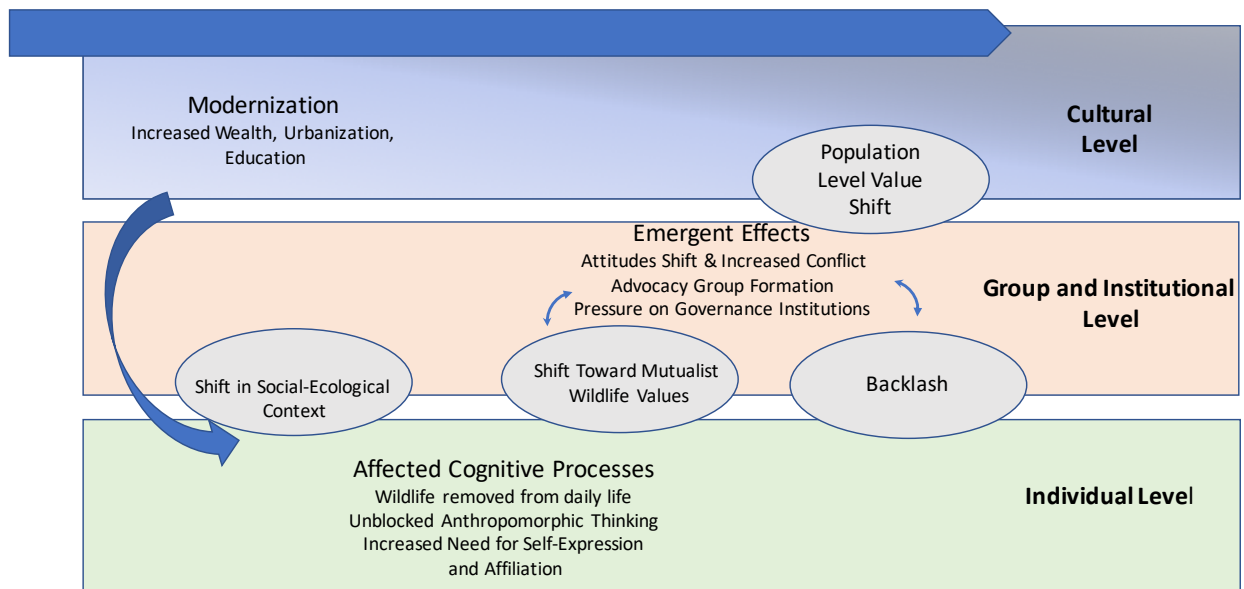 Modernization
Increased Wealth, Urbanization,
Education
Cultural
Level
Population
Level Value
Shift
Emergent Effects
Attitudes Shift & Increased Conflict
Advocacy Group Formation
Pressure on Governance Institutions
Group and Institutional
Level
Shift in Social-Ecological
Context
Shift Toward Mutualist
Wildlife Values
Backlash
Affected Cognitive Processes
Wildlife removed from daily life
Unblocked Anthropomorphic Thinking
Increased Need for Self-Expression
and Affiliation
Individual Level